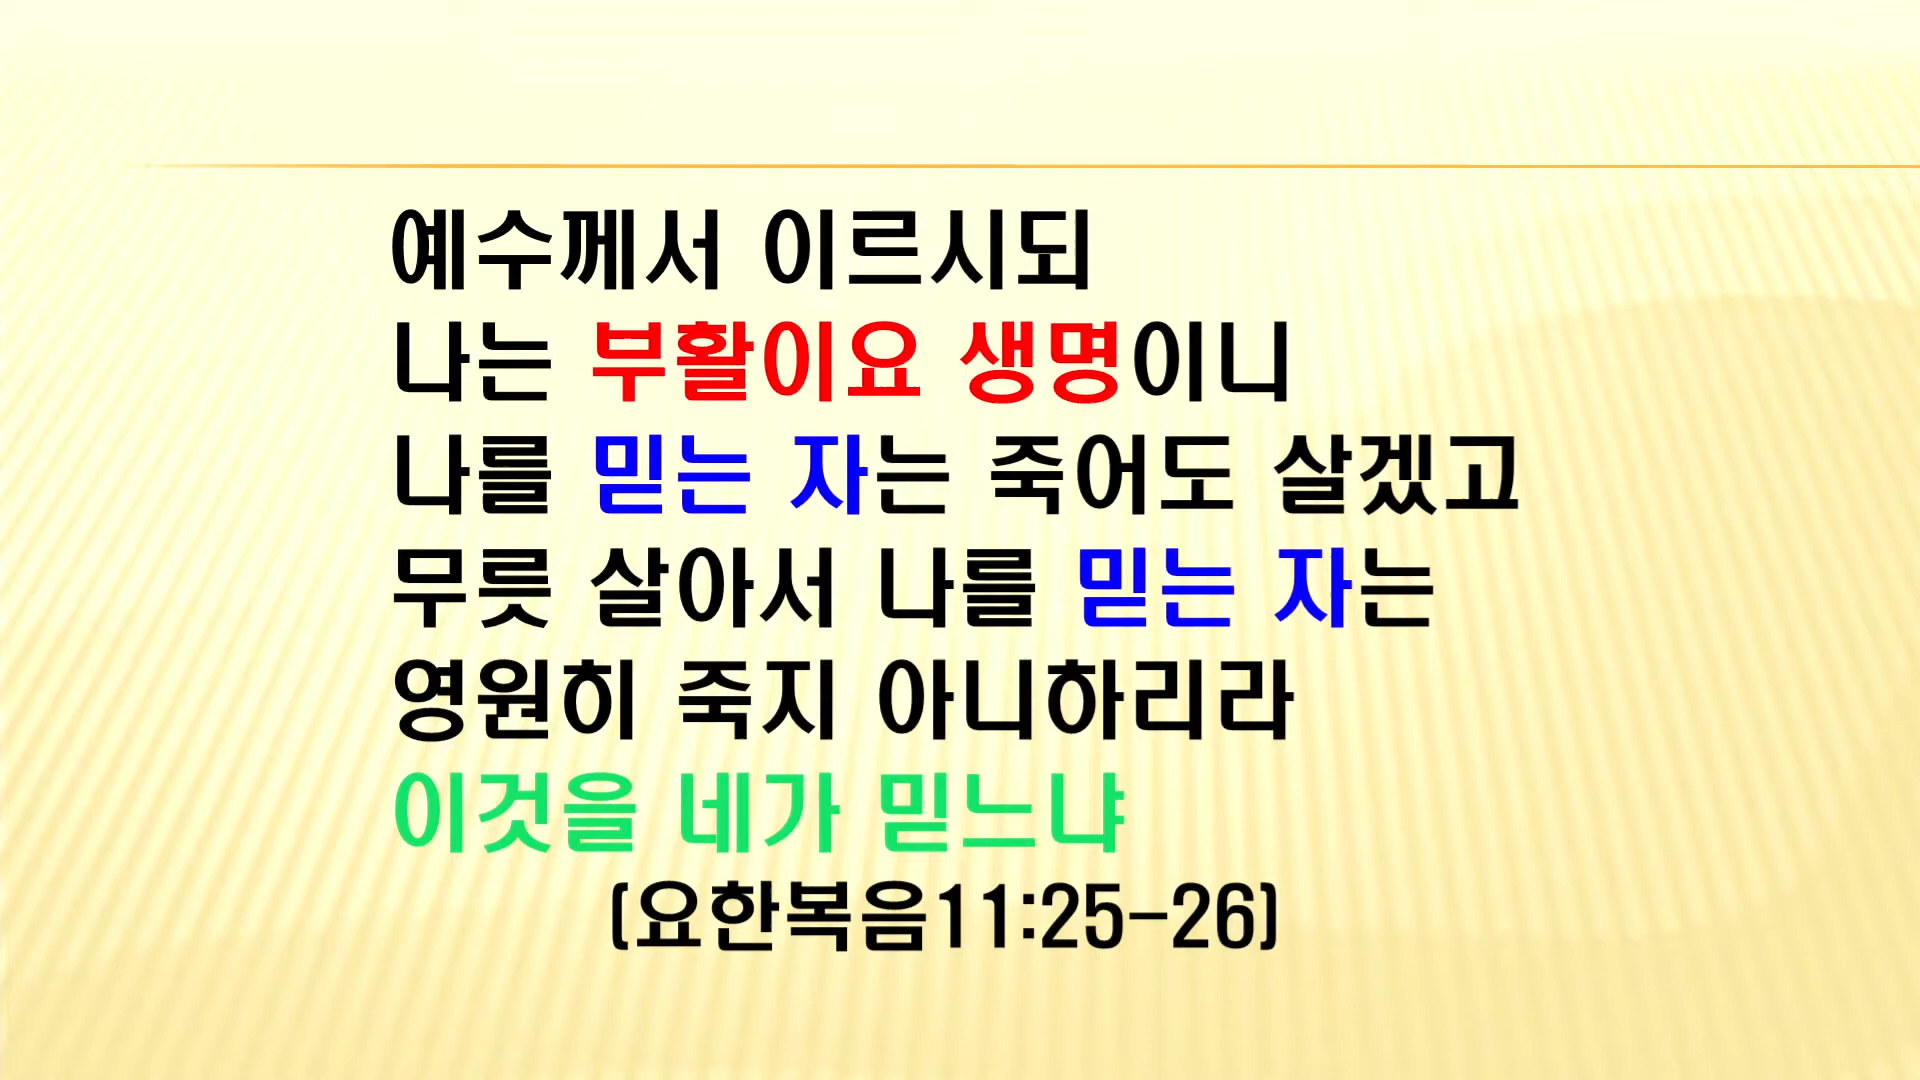 예수께서 이르시되
나는 부활이요 생명이니
나를 믿는 자는 죽어도 살겠고
무릇 살아서 나를 믿는 자는
영원히 죽지 아니하리라
이것을 네가 믿느냐
(요한복음11:25-26)